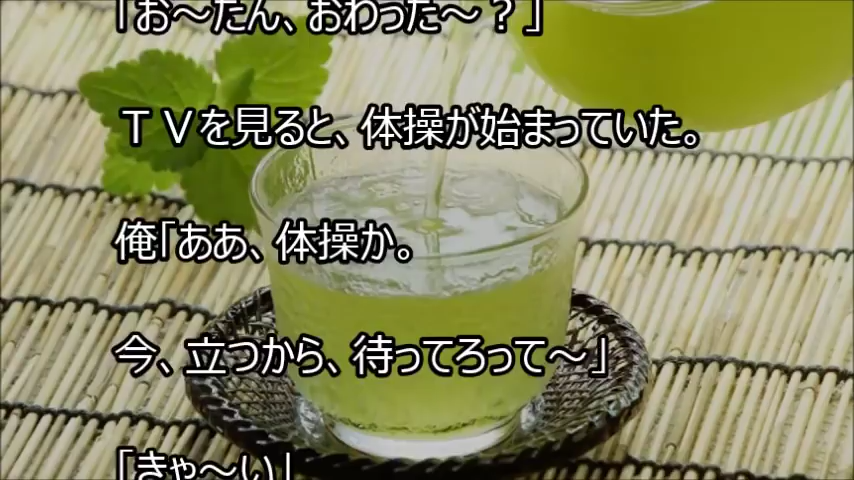 「お～たん、おわった～？」
ＴＶを見ると、体操が始まっていた。
俺「ああ、体操か。
今、立つから、待ってろって～」
「きゃ～い」